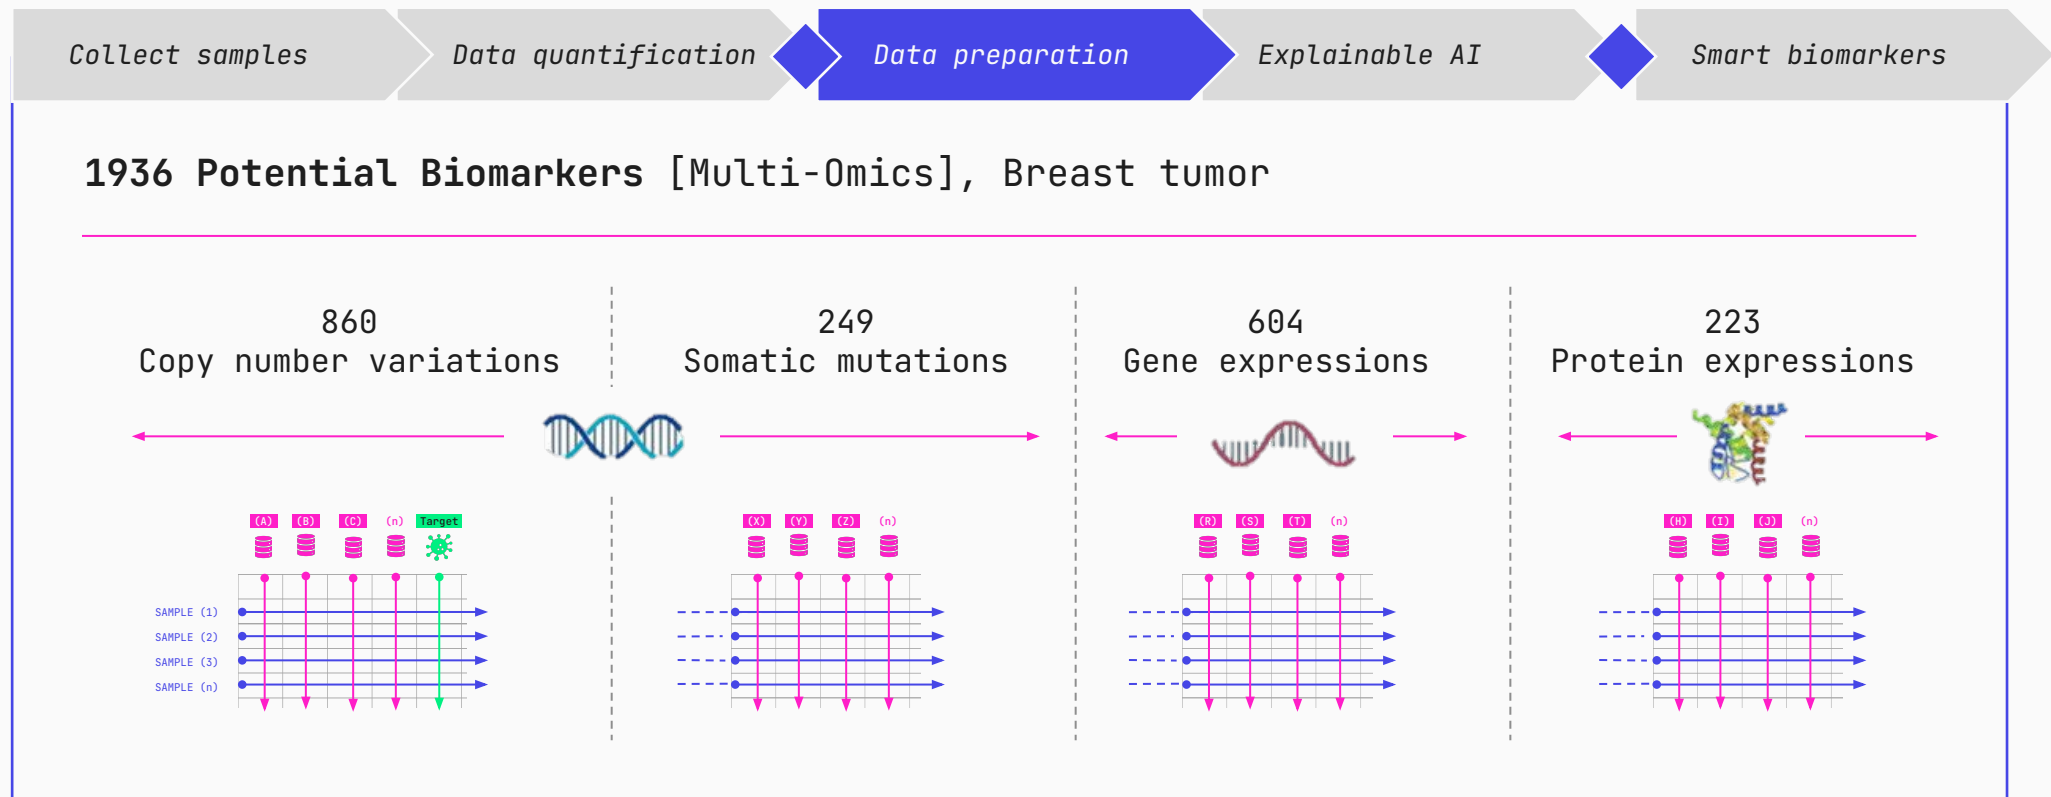 Collect samples
Data quantification
Data preparation
Explainable AI
Smart biomarkers
1936 Potential Biomarkers [Multi-Omics], Breast tumor
860
Copy number variations
249
Somatic mutations
604
Gene expressions
223
Protein expressions
(A) (B) (C) (n) Target
(X) (Y) (Z) (n)
(R) (S) (T) (n)
(H) (I) (J) (n)
SAMPLE (1)
SAMPLE (2)
SAMPLE (3)
SAMPLE (n)